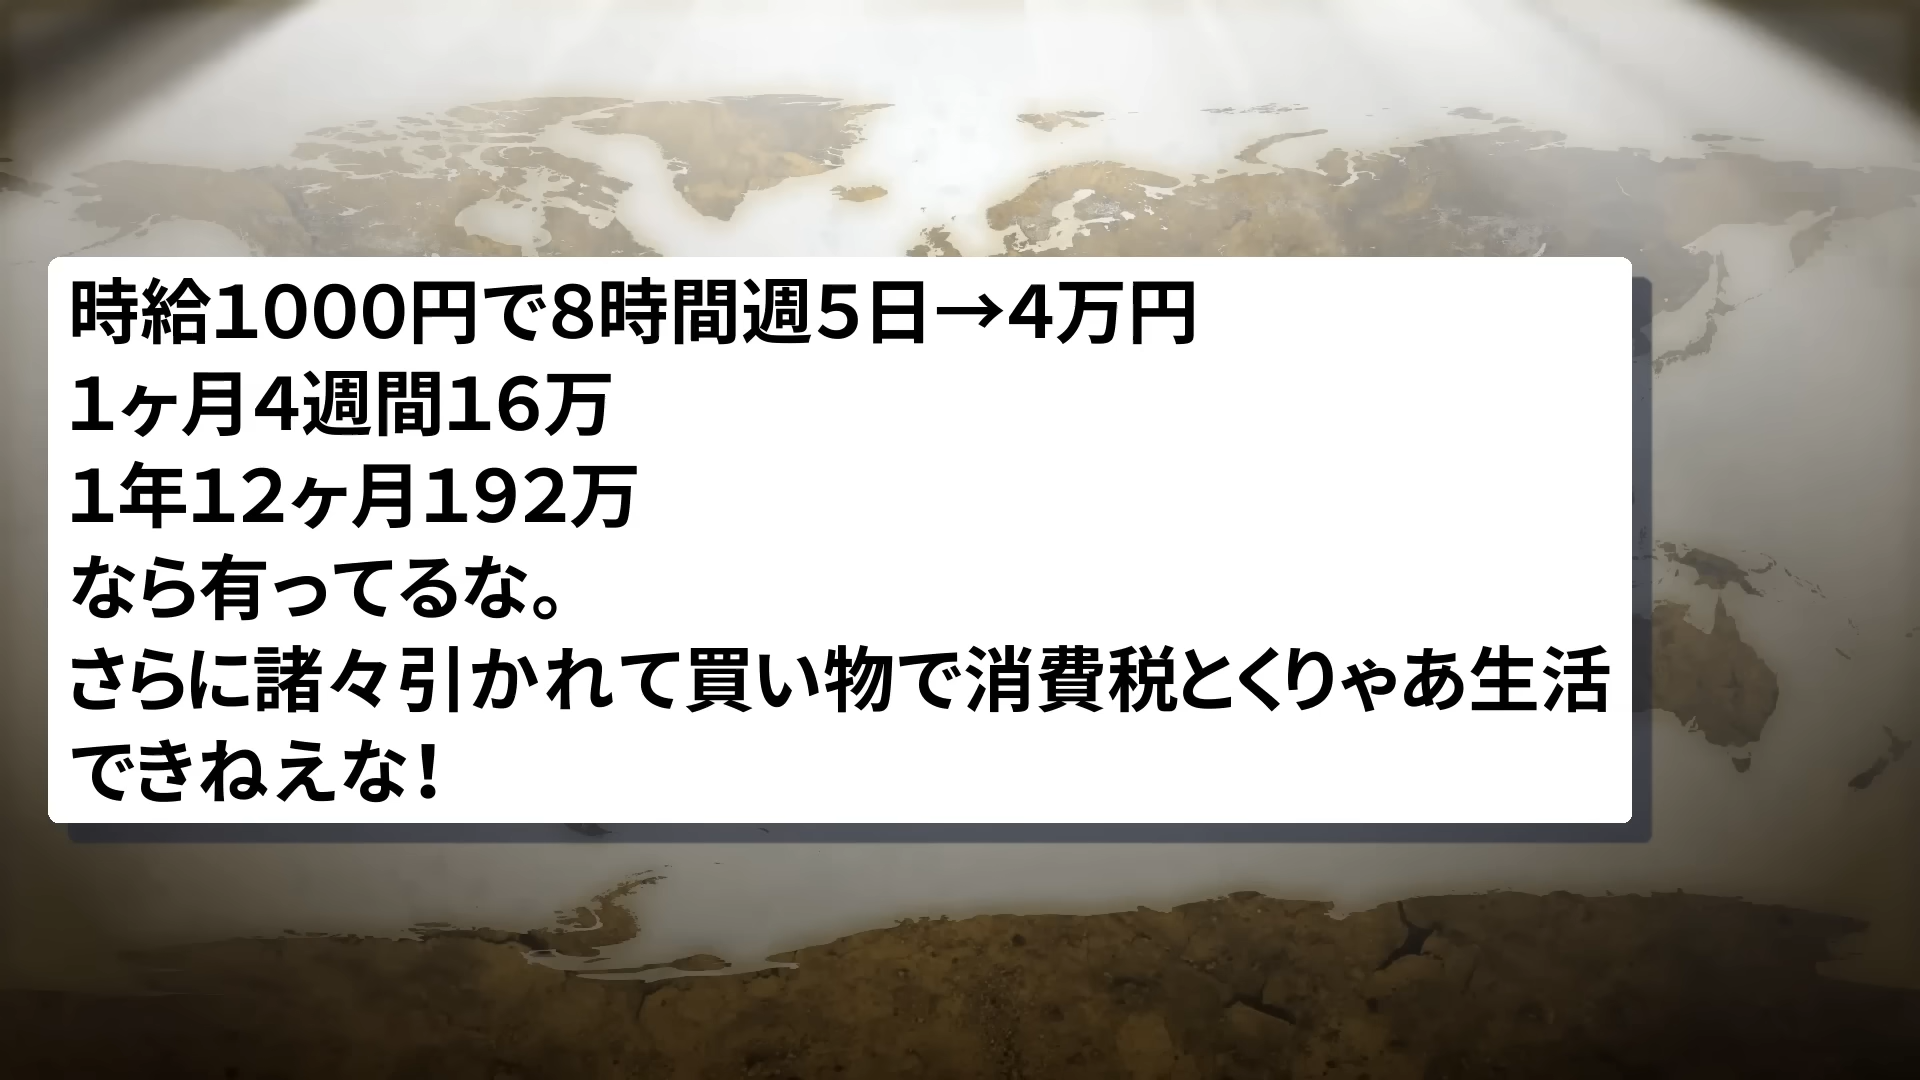 時給１０００円で８時間週５日→４万円
１ヶ月４週間１６万
１年１２ヶ月１９２万
なら有ってるな。
さらに諸々引かれて買い物で消費税とくりゃあ生活
できねえな！